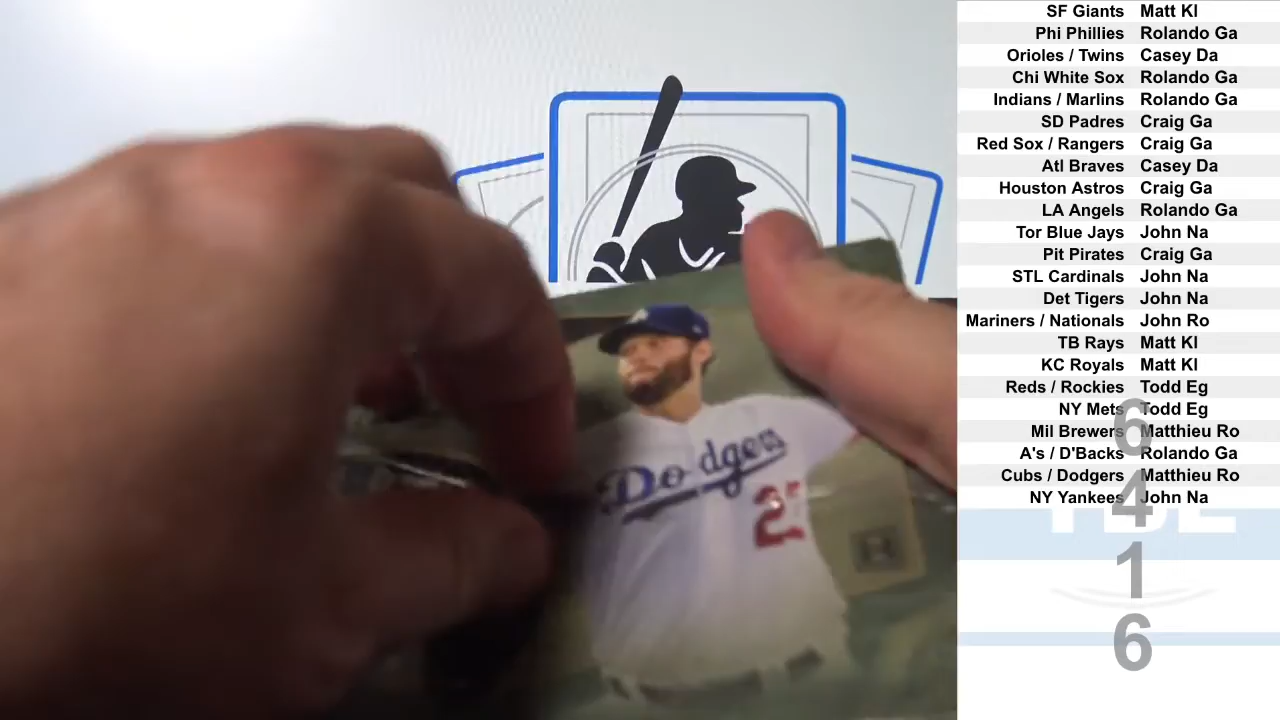 SF Giants Matt Kl
Phi Phillies Rolando Ga
Orioles / Twins Casey Da
Chi White Sox Rolando Ga
Indians / Marlins Rolando Ga
SD Padres Craig Ga
Red Sox / Rangers Craig Ga
Atl Braves Casey Da
Houston Astros Craig Ga
LA Angels Rolando Ga
Tor Blue Jays John Na
Pit Pirates Craig Ga
STL Cardinals John Na
Det Tigers John Na
Mariners / Nationals John Ro
TB Rays Matt Kl
KC Royals Matt Kl
Reds / Rockies Todd Eg
NY Mets Todd Eg
Mil Brewers Matthieu Ro
A's / D'Backs Rolando Ga
Cubs / Dodgers Matthieu Ro
NY Yankees John Na
6
4
1
6
Dodgers